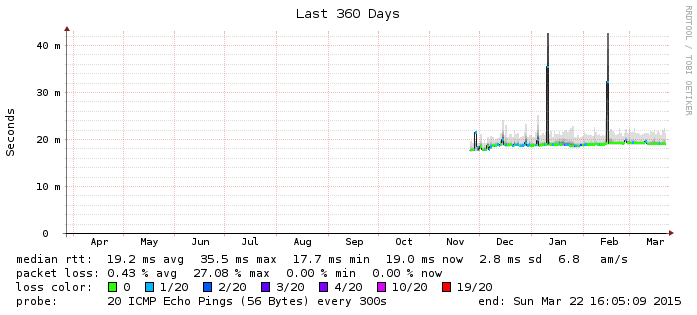 Last 360 Days
RRDTOOL / TOBI OETIKER
Seconds
40 m
30 m
20 m
10 m
0
Apr May Jun Jul Aug Sep Oct Nov Dec Jan Feb Mar
median rtt: 19.2 ms avg 35.5 ms max 17.7 ms min 19.0 ms now 2.8 ms sd 6.8 am/s
packet loss: 0.43 % avg 27.08 % max 0.00 % min 0.00 % now
loss color: 0 1/20 2/20 3/20 4/20 10/20 19/20
probe: 20 ICMP Echo Pings (56 Bytes) every 300s end: Sun Mar 22 16:05:09 2015